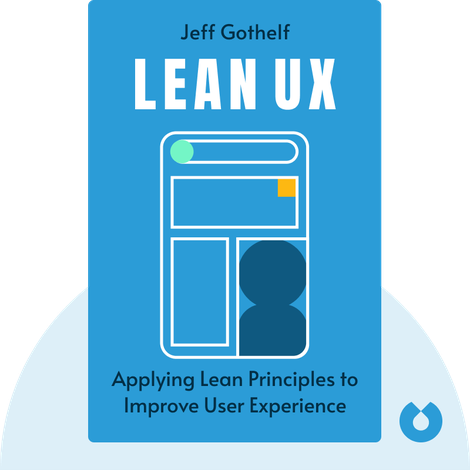 Jeff Gothelf
LEAN UX
Applying Lean Principles to
Improve User Experience